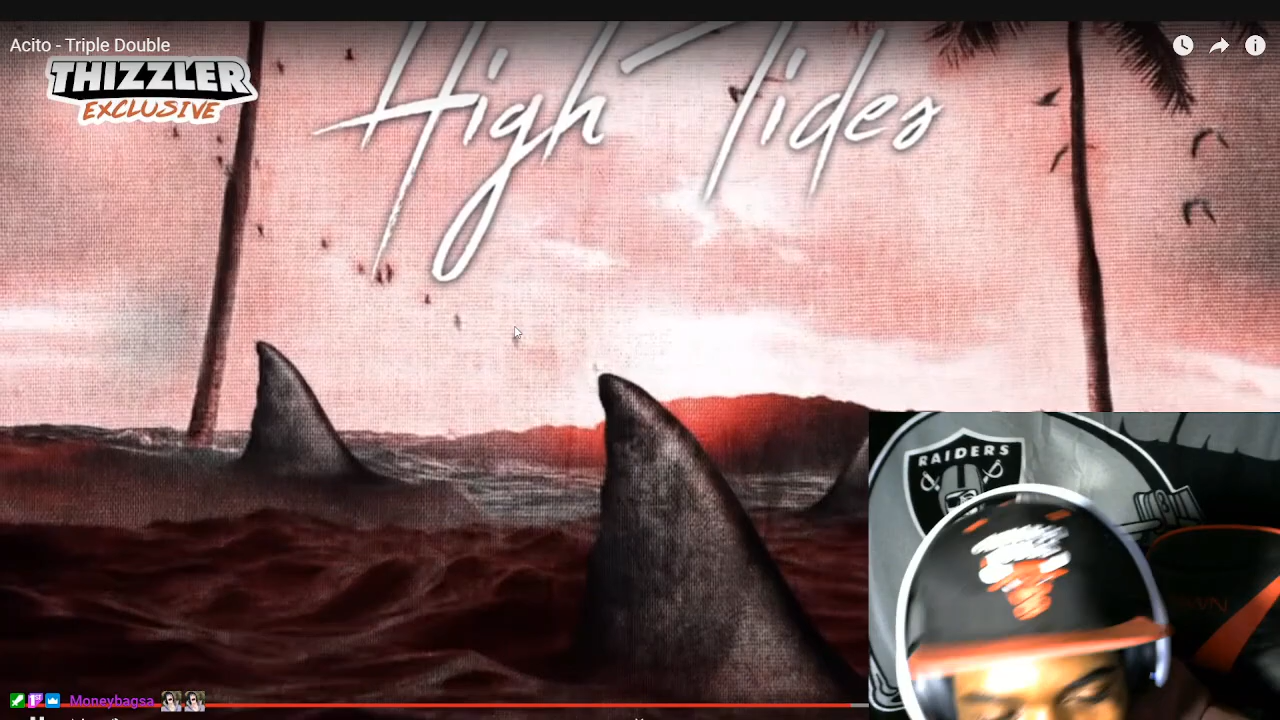 Acito - Triple Double
THIZZLER
EXCLUSIVE
High Tides
RAIDERS
Moneybagsa